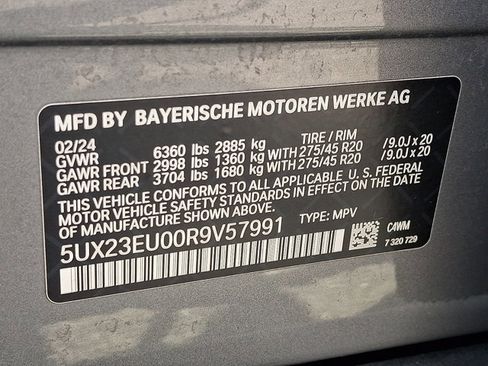 MFD BY BAYERISCHE MOTOREN WERKE AG
02/24 TIRE / RIM
GVWR 6360 lbs 2885 kg
GAWR FRONT 2998 lbs 1360 kg WITH 275/45 R20 / 9.0J x 20
GAWR REAR 3704 lbs 1680 kg WITH 275/45 R20 / 9.0J x 20
THIS VEHICLE CONFORMS TO ALL APPLICABLE U. S. FEDERAL
MOTOR VEHICLE SAFETY STANDARDS IN EFFECT ON THE DATE OF
MANUFACTURE SHOWN ABOVE.
5UX23EU00R9V57991 TYPE: MPV
C4WM
7 320 729